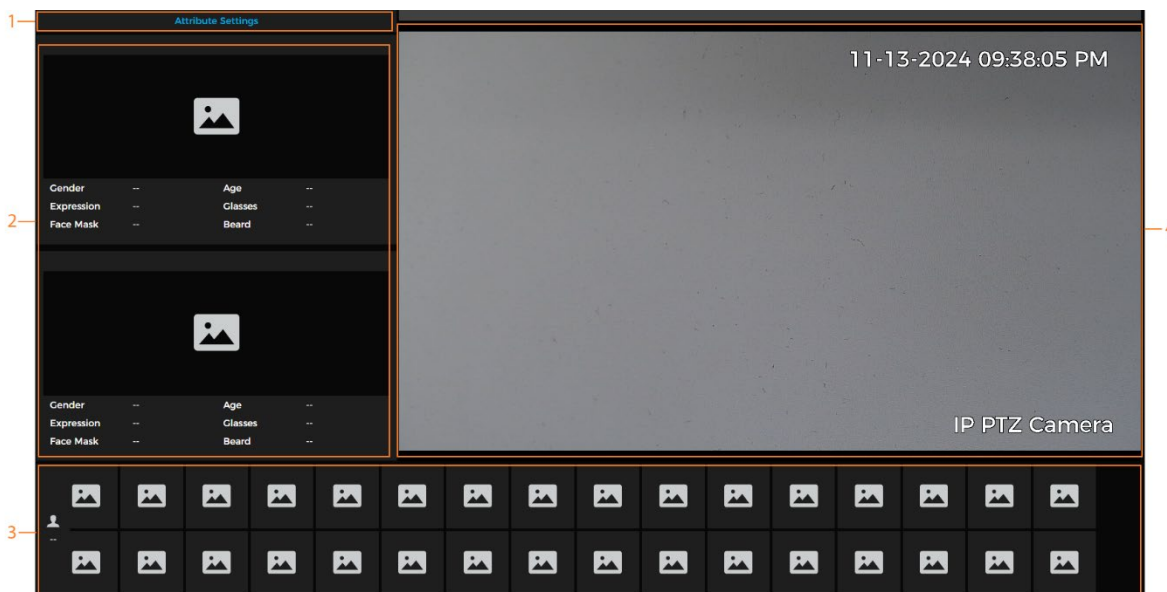 1
Attribute Settings
11-13-2024 09:38:05 PM
Gender -- Age --
Expression -- Glasses --
2
Face Mask -- Beard --
Gender -- Age --
Expression -- Glasses --
Face Mask -- Beard --
IP PTZ Camera
3
--